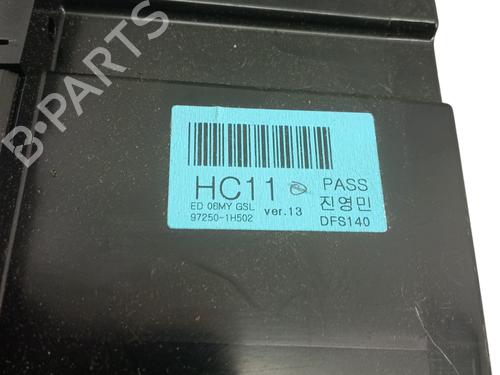 HC11 PASS
ED 08MY GSL 진영민
97250-1H502 ver.13 DFS140
B-PARTS